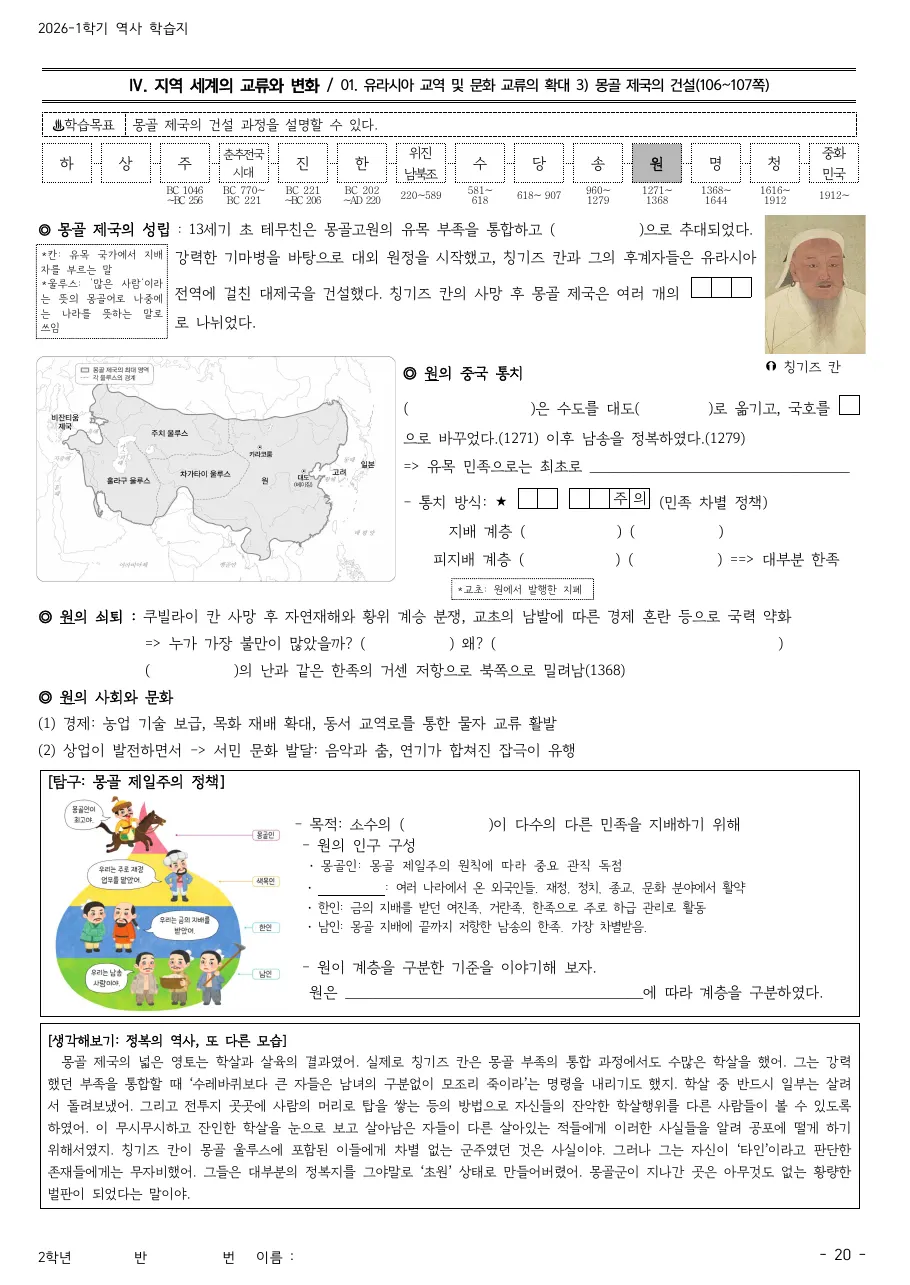 2026-1학기 역사 학습지
Ⅳ. 지역 세계의 교류와 변화 / 01. 유라시아 교역 및 문화 교류의 확대 3) 몽골 제국의 건설(106~107쪽)
♨학습목표 몽골 제국의 건설 과정을 설명할 수 있다.
하 상 주 춘추전국 시대 진 한 위진 남북조 수 당 송 원 명 청 중화 민국
BC 1046 ~BC 256 BC 770~ BC 221 BC 221 ~BC 206 BC 202 ~AD 220 220~589 581~ 618 618~ 907 960~ 1279 1271~ 1368 1368~ 1644 1616~ 1912 1912~
◎ 몽골 제국의 성립 : 13세기 초 테무친은 몽골고원의 유목 부족을 통합하고 ( )으로 추대되었다.
강력한 기마병을 바탕으로 대외 원정을 시작했고, 칭기즈 칸과 그의 후계자들은 유라시아
전역에 걸친 대제국을 건설했다. 칭기즈 칸의 사망 후 몽골 제국은 여러 개의 □□□
로 나뉘었다.
*칸: 유목 국가에서 지배
자를 부르는 말
*울루스: '많은 사람'이라
는 뜻의 몽골어로 나중에
는 나라를 뜻하는 말로
쓰임
칭기즈 칸
몽골 제국의 최대 영역
각 울루스의 경계
비잔티움
제국
주치 울루스
카라코룸
훌라구 울루스
차가타이 울루스
원
대도
(베이징)
고려
일본
태평양
아라비아해
벵골만
◎ 원의 중국 통치
( )은 수도를 대도( )로 옮기고, 국호를 □
으로 바꾸었다.(1271) 이후 남송을 정복하였다.(1279)
=> 유목 민족으로는 최초로 ______________________________
- 통치 방식: ★ □□ □□주의 (민족 차별 정책)
지배 계층 ( ) ( )
피지배 계층 ( ) ( ) ==> 대부분 한족
*교초: 원에서 발행한 지폐
◎ 원의 쇠퇴 : 쿠빌라이 칸 사망 후 자연재해와 황위 계승 분쟁, 교초의 남발에 따른 경제 혼란 등으로 국력 약화
=> 누가 가장 불만이 많았을까? ( ) 왜? ( )
( )의 난과 같은 한족의 거센 저항으로 북쪽으로 밀려남(1368)
◎ 원의 사회와 문화
(1) 경제: 농업 기술 보급, 목화 재배 확대, 동서 교역로를 통한 물자 교류 활발
(2) 상업이 발전하면서 -> 서민 문화 발달: 음악과 춤, 연기가 합쳐진 잡극이 유행
[탐구: 몽골 제일주의 정책]
몽골인이
최고야.
몽골인
우리는 주로 재정
업무를 맡았어.
색목인
우리는 금의 지배를
받았어.
한인
우리는 남송
사람이야.
남인
- 목적: 소수의 ( )이 다수의 다른 민족을 지배하기 위해
- 원의 인구 구성
· 몽골인: 몽골 제일주의 원칙에 따라 중요 관직 독점
· __________: 여러 나라에서 온 외국인들. 재정, 정치, 종교, 문화 분야에서 활약
· 한인: 금의 지배를 받던 여진족, 거란족, 한족으로 주로 하급 관리로 활동
· 남인: 몽골 지배에 끝까지 저항한 남송의 한족. 가장 차별받음.
- 원이 계층을 구분한 기준을 이야기해 보자.
원은 ______________________________에 따라 계층을 구분하였다.
[생각해보기: 정복의 역사, 또 다른 모습]
몽골 제국의 넓은 영토는 학살과 살육의 결과였어. 실제로 칭기즈 칸은 몽골 부족의 통합 과정에서도 수많은 학살을 했어. 그는 강력
했던 부족을 통합할 때 '수레바퀴보다 큰 자들은 남녀의 구분없이 모조리 죽이라'는 명령을 내리기도 했지. 학살 중 반드시 일부는 살려
서 돌려보냈어. 그리고 전투지 곳곳에 사람의 머리로 탑을 쌓는 등의 방법으로 자신들의 잔악한 학살행위를 다른 사람들이 볼 수 있도록
하였어. 이 무시무시하고 잔인한 학살을 눈으로 보고 살아남은 자들이 다른 살아있는 적들에게 이러한 사실들을 알려 공포에 떨게 하기
위해서였지. 칭기즈 칸이 몽골 울루스에 포함된 이들에게 차별 없는 군주였던 것은 사실이야. 그러나 그는 자신이 '타인'이라고 판단한
존재들에게는 무자비했어. 그들은 대부분의 정복지를 그야말로 '초원' 상태로 만들어버렸어. 몽골군이 지나간 곳은 아무것도 없는 황량한
벌판이 되었다는 말이야.
2학년 반 번 이름 :
- 20 -